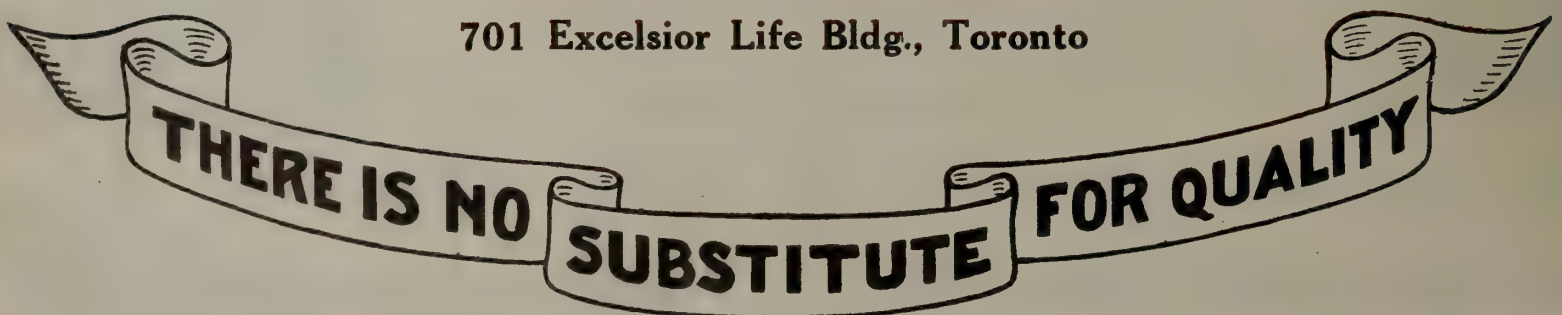 701 Excelsior Life Bldg., Toronto
THERE IS NO SUBSTITUTE FOR QUALITY